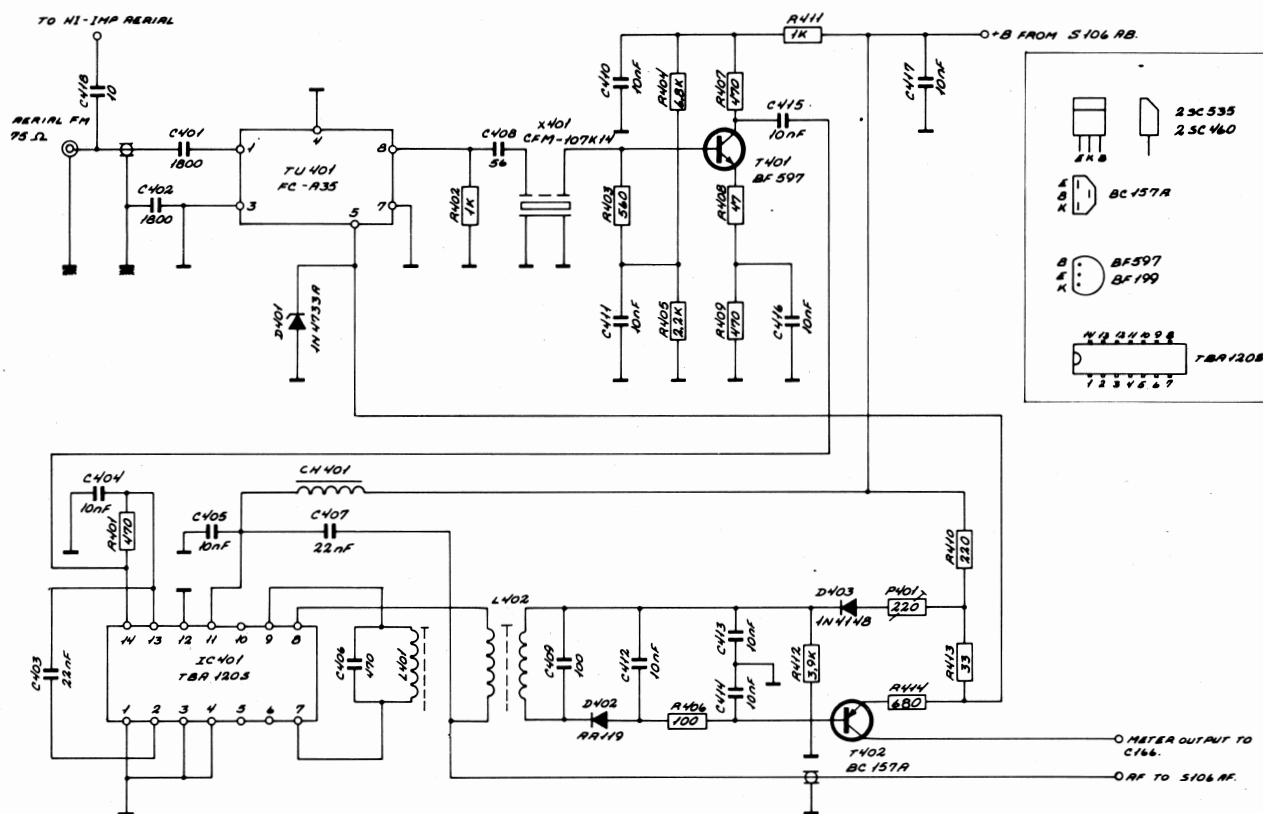 TO HI-IMP AERIAL
C418
10
AERIAL FM
75 Ω
C401
1800
C402
1800
1
3
4
8
7
5
TU401
FC-A35
C408
56
R402
1K
X401
CFM-107K14
D401
1N4733A
C410
10nF
R404
6,8K
R407
470
R411
1K
C415
10nF
T401
BF597
R403
560
R408
47
C411
10nF
R405
2,2K
R409
470
C416
10nF
C417
10nF
+B FROM S106 AB.
2SC535
2SC460
E K B
E
B
K
BC157A
B
E
K
BF597
BF199
14 13 12 11 10 9 8
1 2 3 4 5 6 7
C404
10nF
R401
470
C405
10nF
CH401
C407
22nF
C403
22nF
14 13 12 11 10 9 8
IC401
TBA120S
1 2 3 4 5 6 7
C406
470
L401
L402
C409
100
C412
10nF
C413
10nF
C414
10nF
D402
AA119
R406
100
R412
3,9K
D403
1N4148
P401
220
R410
220
R413
33
R414
680
T402
BC157A
METER OUTPUT TO
C166.
AF TO S106 AF.